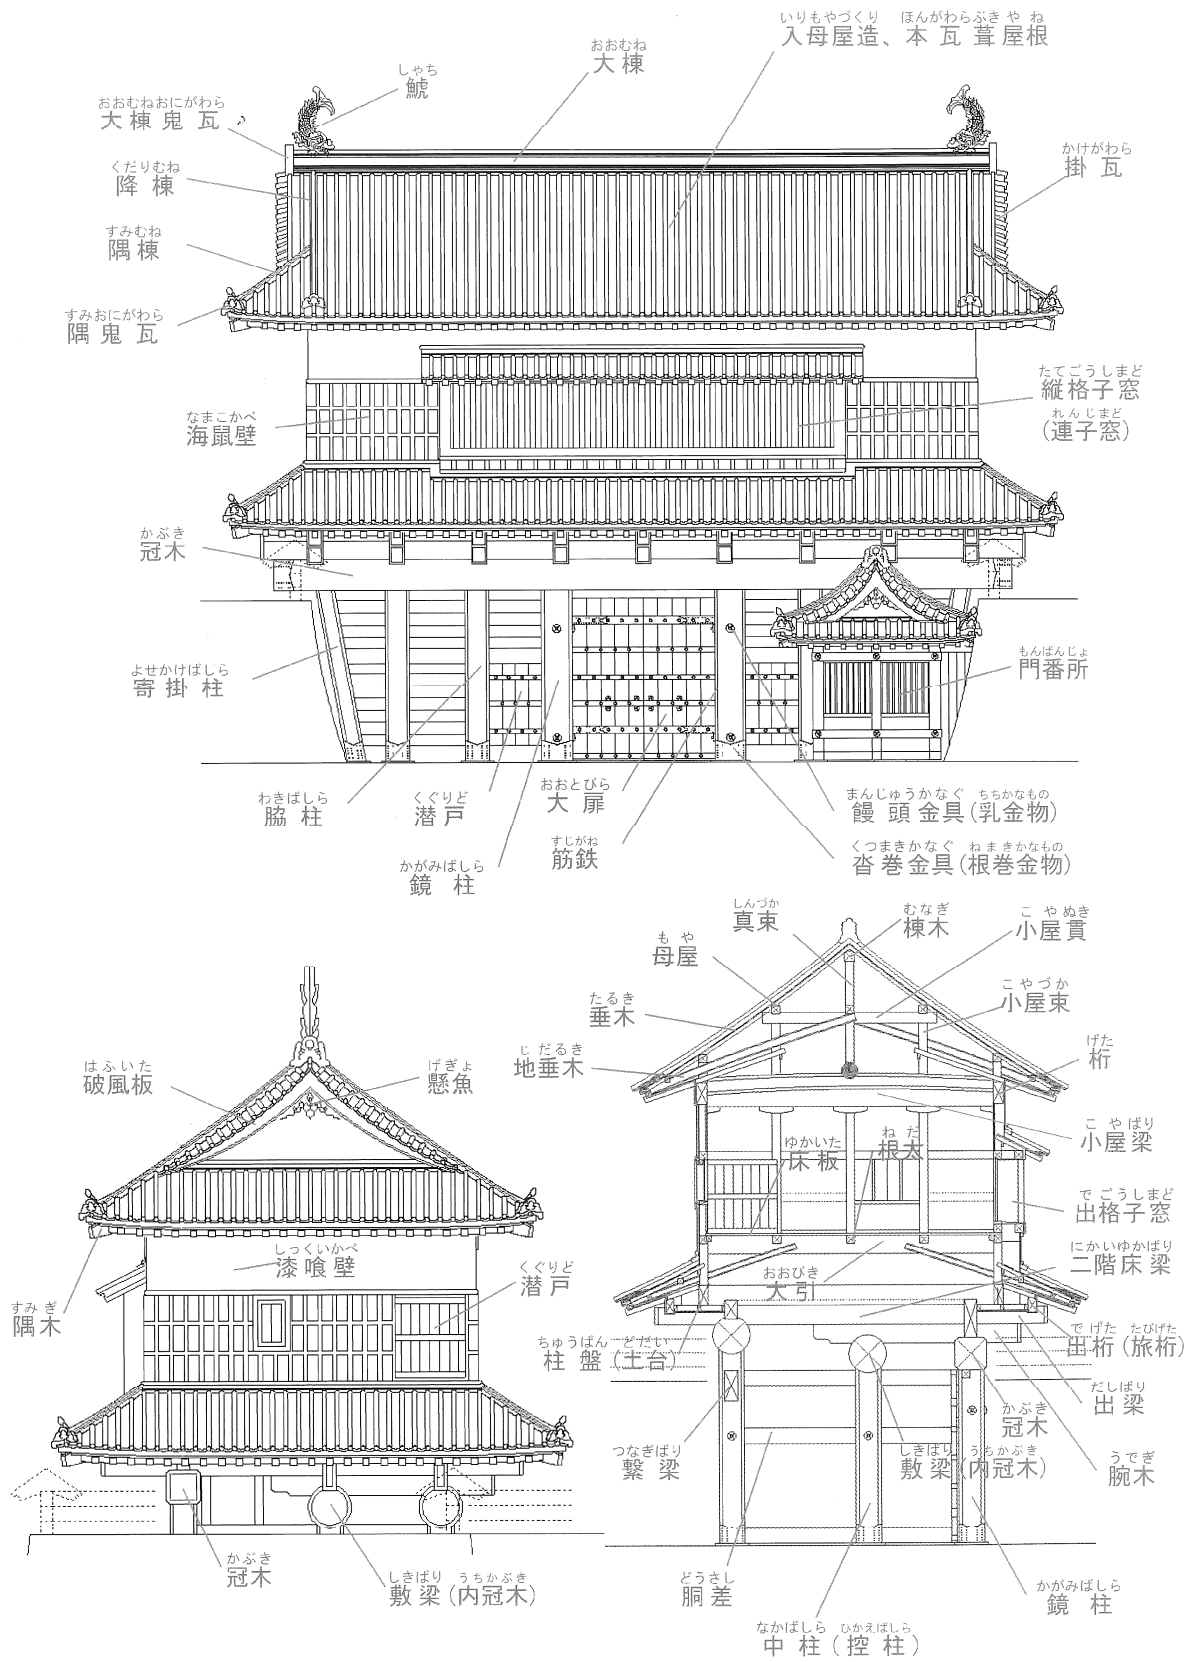 いりもやづくり ほんがわらぶきやね
入母屋造、本瓦葺屋根
おおむね
大棟
しゃち
鯱
おおむねおにがわら
大棟鬼瓦
かけがわら
掛瓦
くだりむね
降棟
すみむね
隅棟
すみおにがわら
隅鬼瓦
たてごうしまど
縦格子窓
れんじまど
(連子窓)
なまこかべ
海鼠壁
かぶき
冠木
もんばんじょ
門番所
よせかけばしら
寄掛柱
わきばしら
脇柱
くぐりど
潜戸
おおとびら
大扉
まんじゅうかなぐ ちちかなもの
饅頭金具(乳金物)
すじがね
筋鉄
くつまきかなぐ ねまきかなもの
沓巻金具(根巻金物)
かがみばしら
鏡柱
しんづか
真束
むなぎ
棟木
こやぬき
小屋貫
もや
母屋
たるき
垂木
こやづか
小屋束
じだるき
地垂木
げた
桁
はふいた
破風板
げぎょ
懸魚
こやばり
小屋梁
ゆかいた
床板
ねだ
根太
でごうしまど
出格子窓
しっくいかべ
漆喰壁
くぐりど
潜戸
にかいゆかばり
二階床梁
おおびき
大引
すみぎ
隅木
ちゅうばん どだい
柱盤(土台)
でげた たびげた
出桁(旅桁)
だしばり
出梁
かぶき
冠木
つなぎばり
繋梁
しきばり うちかぶき
敷梁(内冠木)
うでぎ
腕木
かぶき
冠木
しきばり うちかぶき
敷梁(内冠木)
どうさし
胴差
かがみばしら
鏡柱
なかばしら ひかえばしら
中柱(控柱)